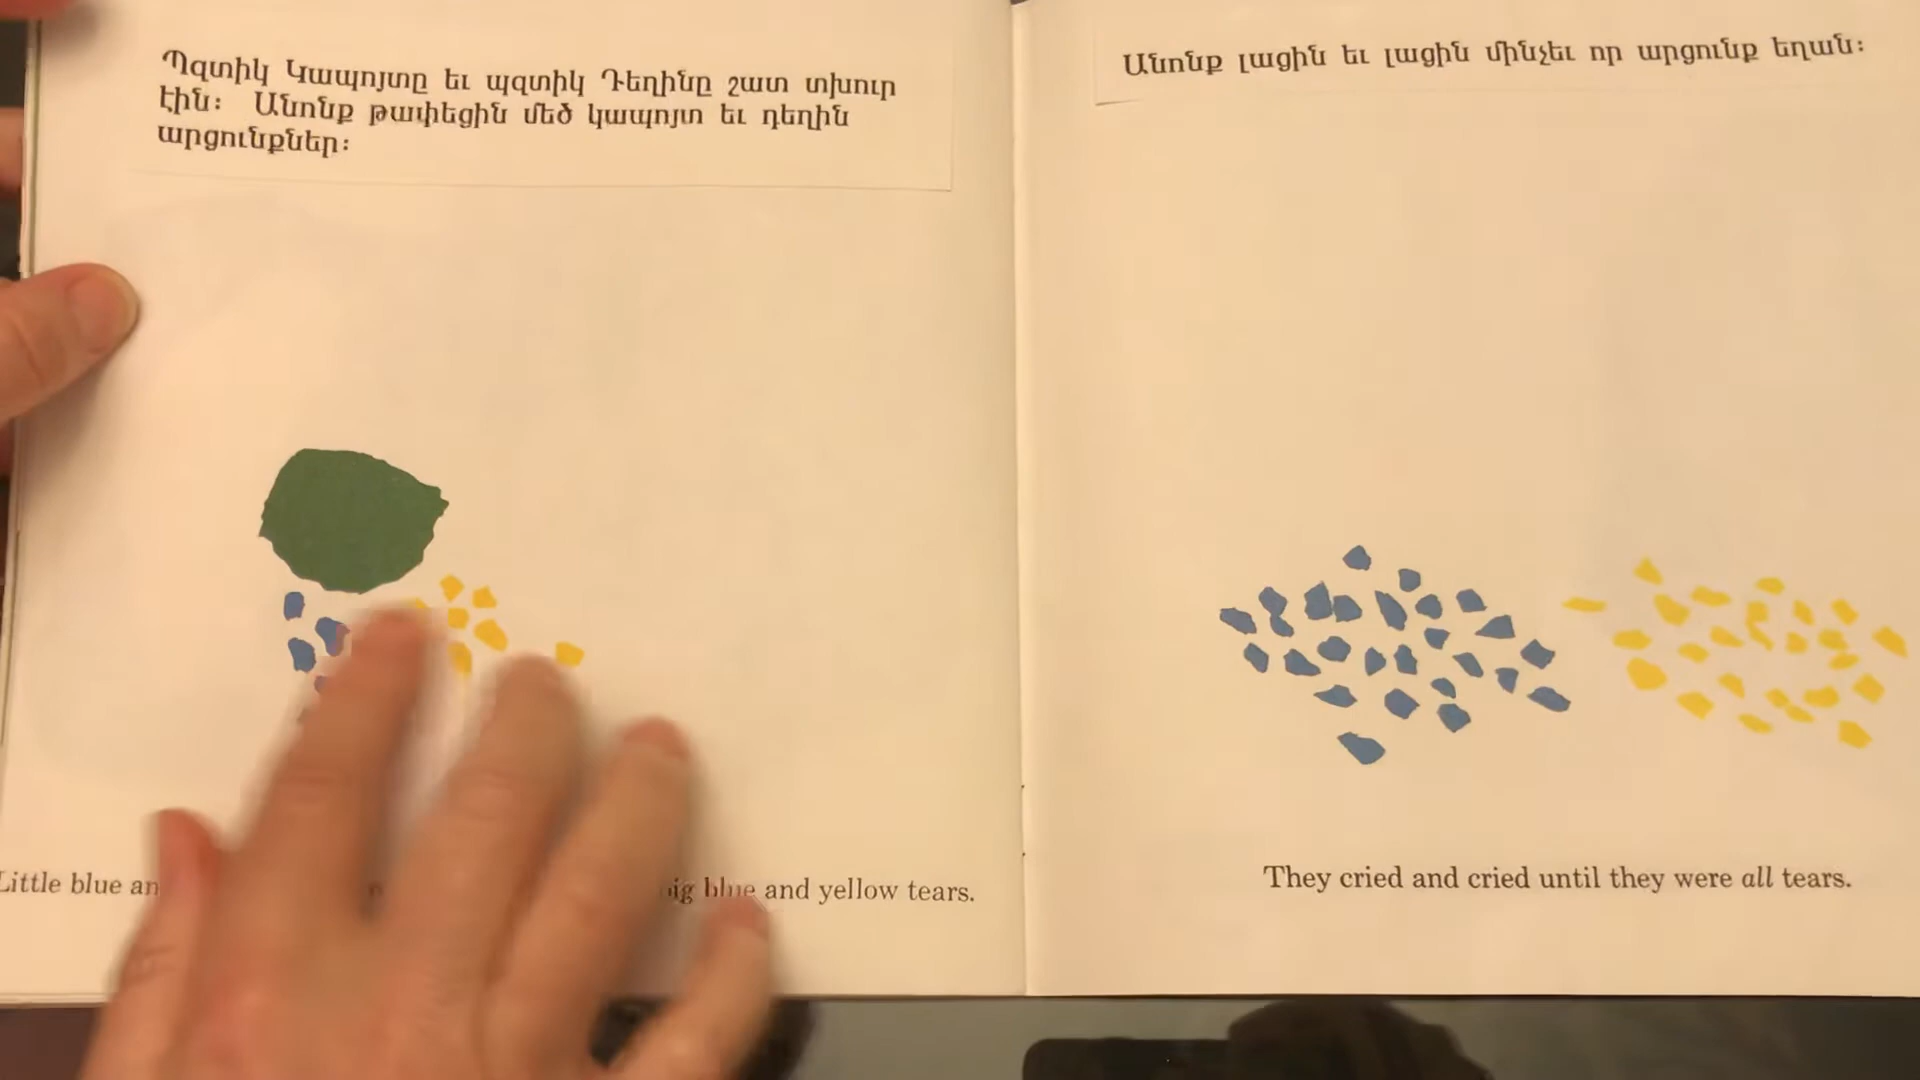 Պզտիկ Կապոյտը եւ պզտիկ Դեղինը շատ տխուր
էին։ Անոնք թափեցին մեծ կապոյտ եւ դեղին
արցունքներ։
Little blue an
big blue and yellow tears.
Անոնք լացին եւ լացին մինչեւ որ արցունք եղան։
They cried and cried until they were all tears.